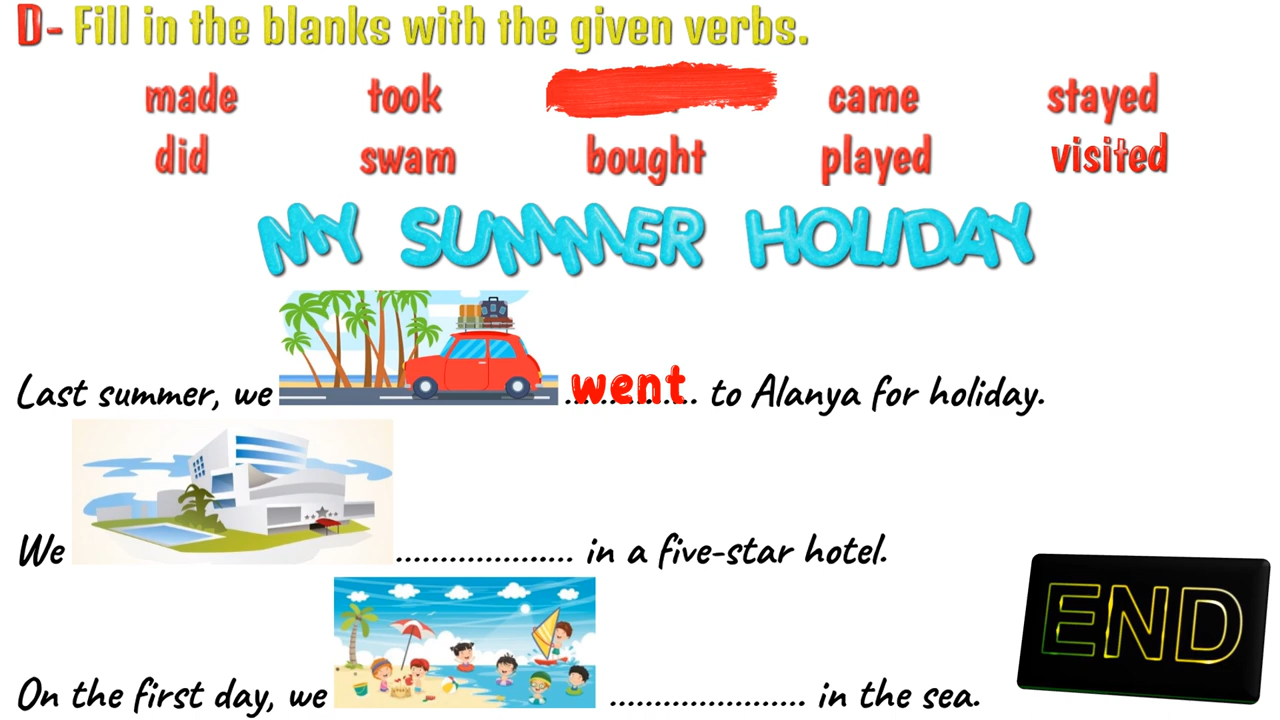 D- Fill in the blanks with the given verbs.
made took came stayed
did swam bought played visited
MY SUMMER HOLIDAY
Last summer, we went to Alanya for holiday.
We .................... in a five-star hotel.
On the first day, we ...................... in the sea.
END